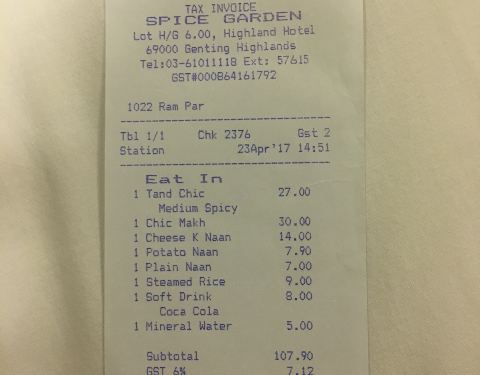 TAX INVOICE
SPICE GARDEN
Lot H/G 6.00, Highland Hotel
69000 Genting Highlands
Tel:03-61011118 Ext: 57615
GST#000864161792
1022 Ram Par
Tbl 1/1 Chk 2376 Gst 2
Station 23Apr'17 14:51
Eat In
1 Tand Chic 27.00
Medium Spicy
1 Chic Makh 30.00
1 Cheese K Naan 14.00
1 Potato Naan 7.90
1 Plain Naan 7.00
1 Steamed Rice 9.00
1 Soft Drink 8.00
Coca Cola
1 Mineral Water 5.00
Subtotal 107.90
GST 6% 7.12